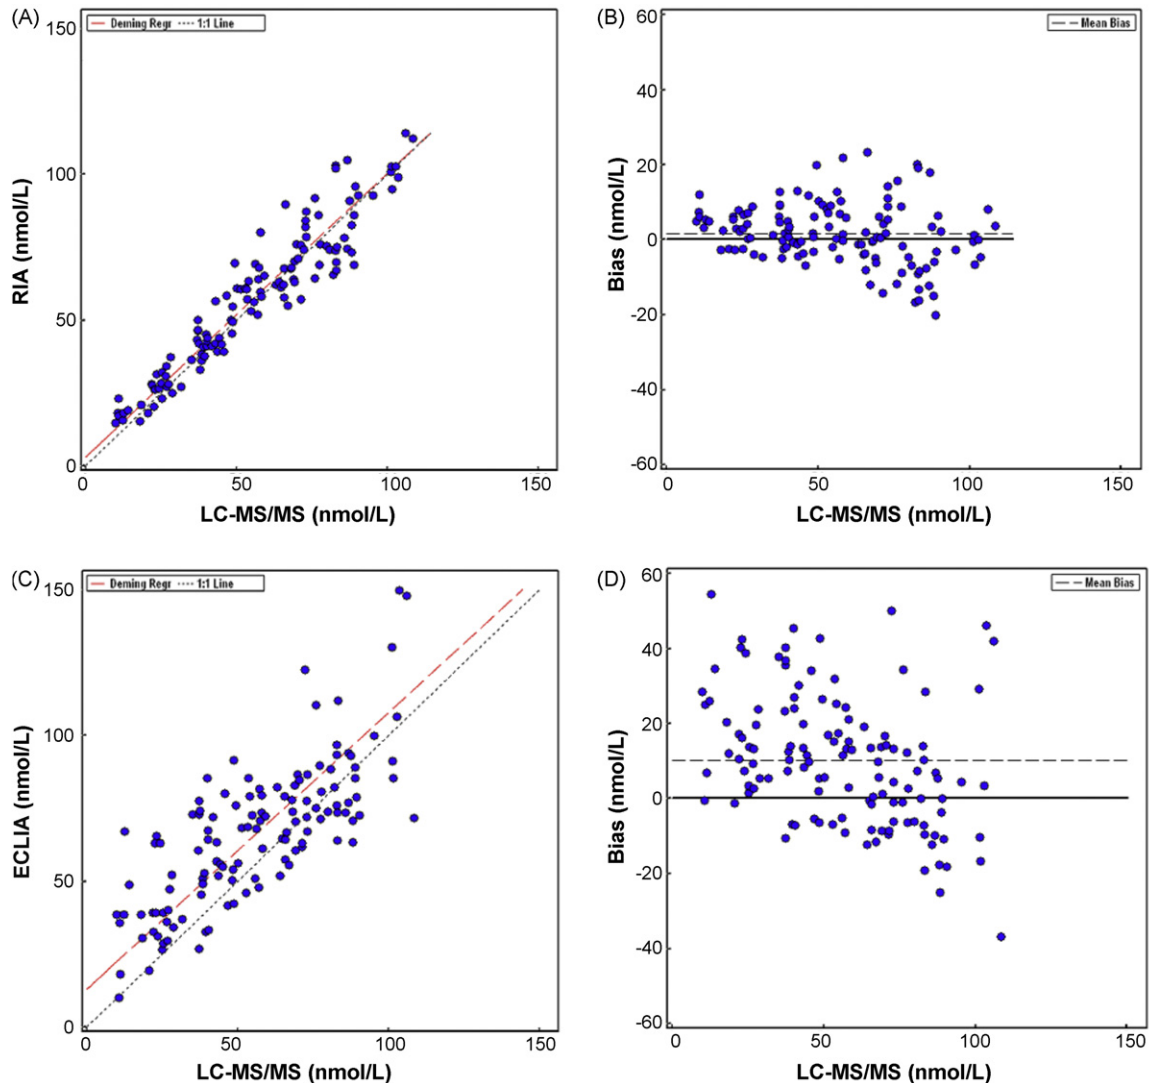 (A)
150
Deming Regr 1:1 Line
100
50
0
RIA (nmol/L)
0 50 100 150
LC-MS/MS (nmol/L)
(B)
60
Mean Bias
40
20
0
-20
-40
-60
Bias (nmol/L)
0 50 100 150
LC-MS/MS (nmol/L)
(C)
150
Deming Regr 1:1 Line
100
50
0
ECLIA (nmol/L)
0 50 100 150
LC-MS/MS (nmol/L)
(D)
60
Mean Bias
40
20
0
-20
-40
-60
Bias (nmol/L)
0 50 100 150
LC-MS/MS (nmol/L)